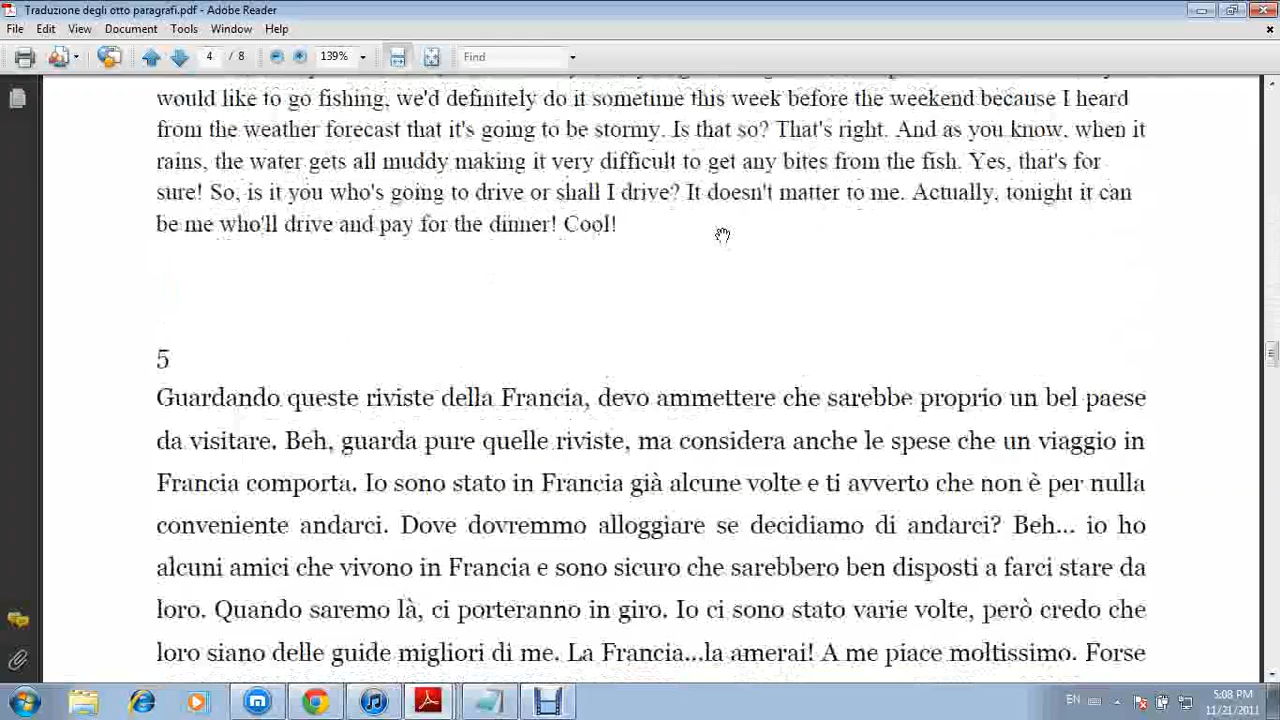 Traduzione degli otto paragrafi.pdf - Adobe Reader
File Edit View Document Tools Window Help
4 / 8 139% Find
would like to go fishing, we'd definitely do it sometime this week before the weekend because I heard
from the weather forecast that it's going to be stormy. Is that so? That's right. And as you know, when it
rains, the water gets all muddy making it very difficult to get any bites from the fish. Yes, that's for
sure! So, is it you who's going to drive or shall I drive? It doesn't matter to me. Actually, tonight it can
be me who'll drive and pay for the dinner! Cool!
5
Guardando queste riviste della Francia, devo ammettere che sarebbe proprio un bel paese
da visitare. Beh, guarda pure quelle riviste, ma considera anche le spese che un viaggio in
Francia comporta. Io sono stato in Francia già alcune volte e ti avverto che non è per nulla
conveniente andarci. Dove dovremmo alloggiare se decidiamo di andarci? Beh... io ho
alcuni amici che vivono in Francia e sono sicuro che sarebbero ben disposti a farci stare da
loro. Quando saremo là, ci porteranno in giro. Io ci sono stato varie volte, però credo che
loro siano delle guide migliori di me. La Francia...la amerai! A me piace moltissimo. Forse
EN
5:08 PM
11/21/2011